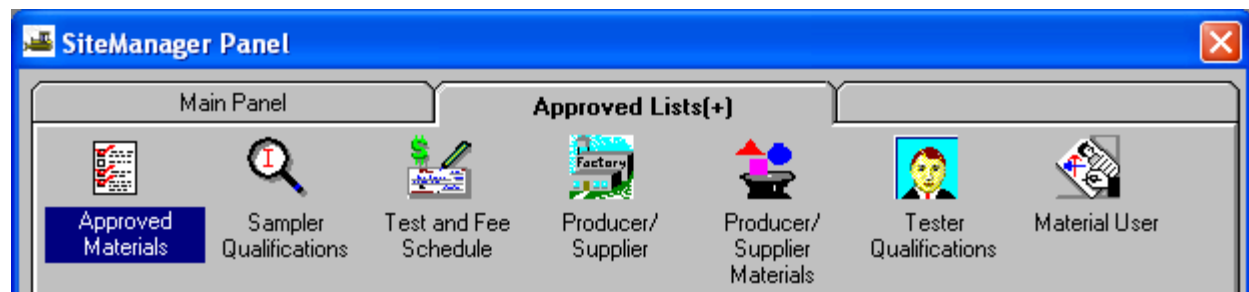 SiteManager Panel
Main Panel
Approved Lists(+)
I
$
Factory
Approved
Materials
Sampler
Qualifications
Test and Fee
Schedule
Producer/
Supplier
Producer/
Supplier
Materials
Tester
Qualifications
Material User